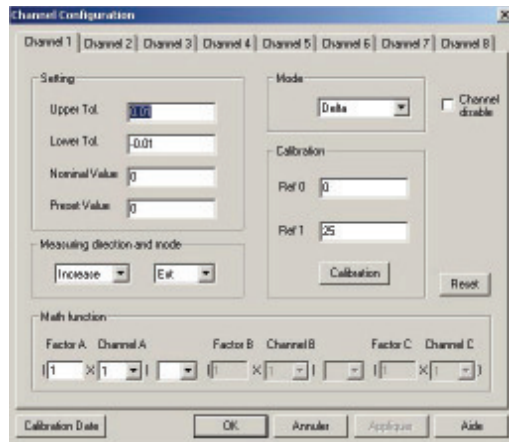 Channel Configuration
Channel 1 Channel 2 Channel 3 Channel 4 Channel 5 Channel 6 Channel 7 Channel 8
Setting
Upper Tol. 0.01
Lower Tol. -0.01
Nominal Value 0
Preset Value 0
Mode
Delta
Channel disable
Calibration
Ref 0 0
Ref 1 25
Calibration
Measuring direction and mode
Increase Ext
Reset
Math function
Factor A Channel A Factor B Channel B Factor C Channel C
(1 X 1 ) (1 X 1 ) (1 X 1 )
Calibration Date OK Annuler Appliquer Aide